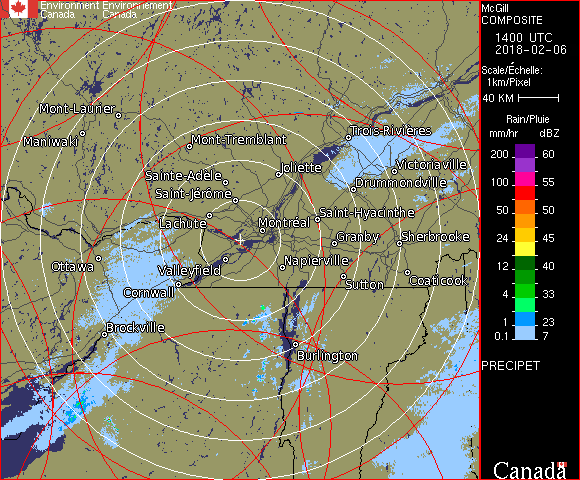 Environment Environnement
Canada Canada
McGill
COMPOSITE
1400 UTC
2018-02-06
Scale/Échelle:
1km/Pixel
40 KM
Rain/Pluie
mm/hr dBZ
200 60
100 55
50 50
24 45
12 40
4 33
1 23
0.1 7
PRECIPET
Canada
Mont-Laurier
Maniwaki
Mont-Tremblant
Trois-Rivières
Joliette
Victoriaville
Sainte-Adèle
Drummondville
Saint-Jérôme
Lachute
Saint-Hyacinthe
Montréal
Granby
Sherbrooke
Ottawa
Valleyfield
Napierville
Cornwall
Sutton
Coaticook
Brockville
Burlington